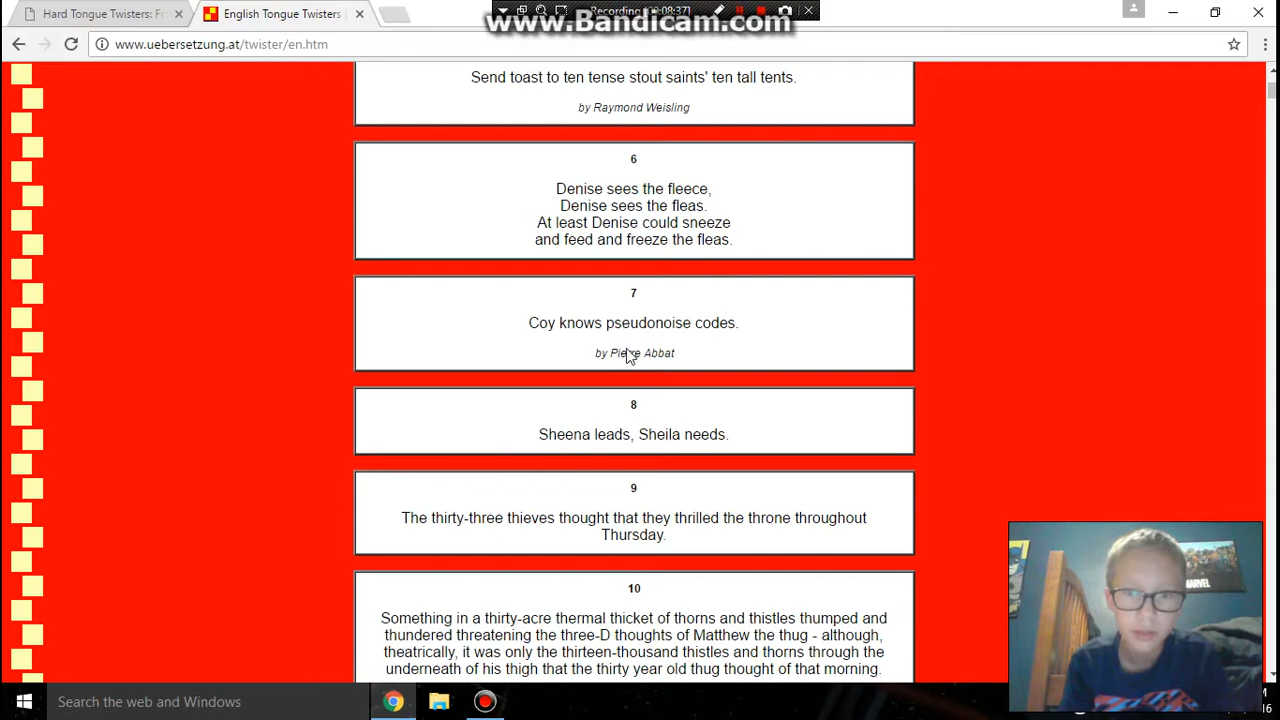 Recording [00:08:37]
www.Bandicam.com
Hard Tongue Twisters: Fr
English Tongue Twisters |
www.uebersetzung.at/twister/en.htm
Send toast to ten tense stout saints' ten tall tents.
by Raymond Weisling
6
Denise sees the fleece,
Denise sees the fleas.
At least Denise could sneeze
and feed and freeze the fleas.
7
Coy knows pseudonoise codes.
by Pierre Abbat
8
Sheena leads, Sheila needs.
9
The thirty-three thieves thought that they thrilled the throne throughout
Thursday.
10
Something in a thirty-acre thermal thicket of thorns and thistles thumped and
thundered threatening the three-D thoughts of Matthew the thug - although,
theatrically, it was only the thirteen-thousand thistles and thorns through the
underneath of his thigh that the thirty year old thug thought of that morning.
MARVEL
Search the web and Windows